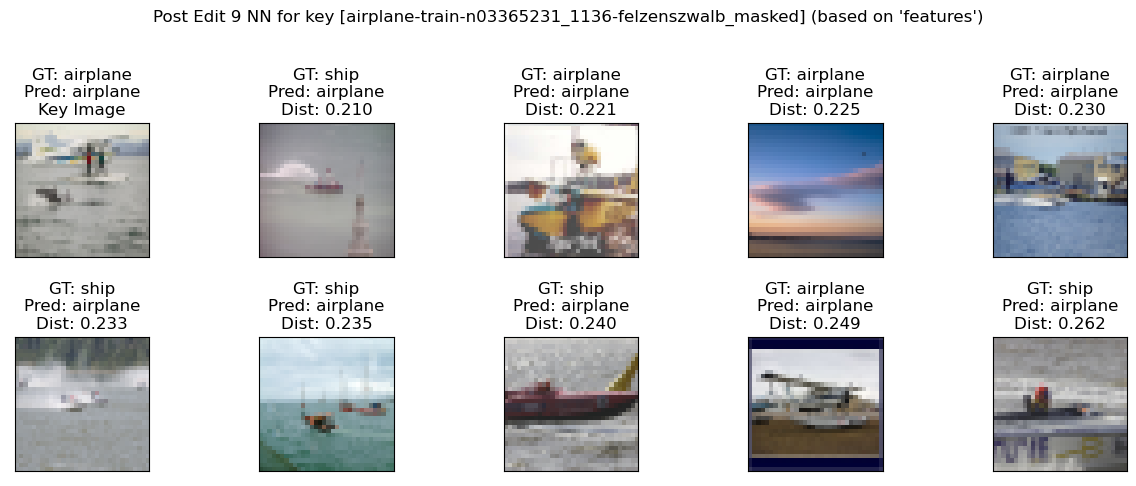 Post Edit 9 NN for key [airplane-train-n03365231_1136-felzenszwalb_masked] (based on 'features')
GT: airplane
Pred: airplane
Key Image
GT: ship
Pred: airplane
Dist: 0.210
GT: airplane
Pred: airplane
Dist: 0.221
GT: airplane
Pred: airplane
Dist: 0.225
GT: airplane
Pred: airplane
Dist: 0.230
GT: ship
Pred: airplane
Dist: 0.233
GT: ship
Pred: airplane
Dist: 0.235
GT: ship
Pred: airplane
Dist: 0.240
GT: airplane
Pred: airplane
Dist: 0.249
GT: ship
Pred: airplane
Dist: 0.262